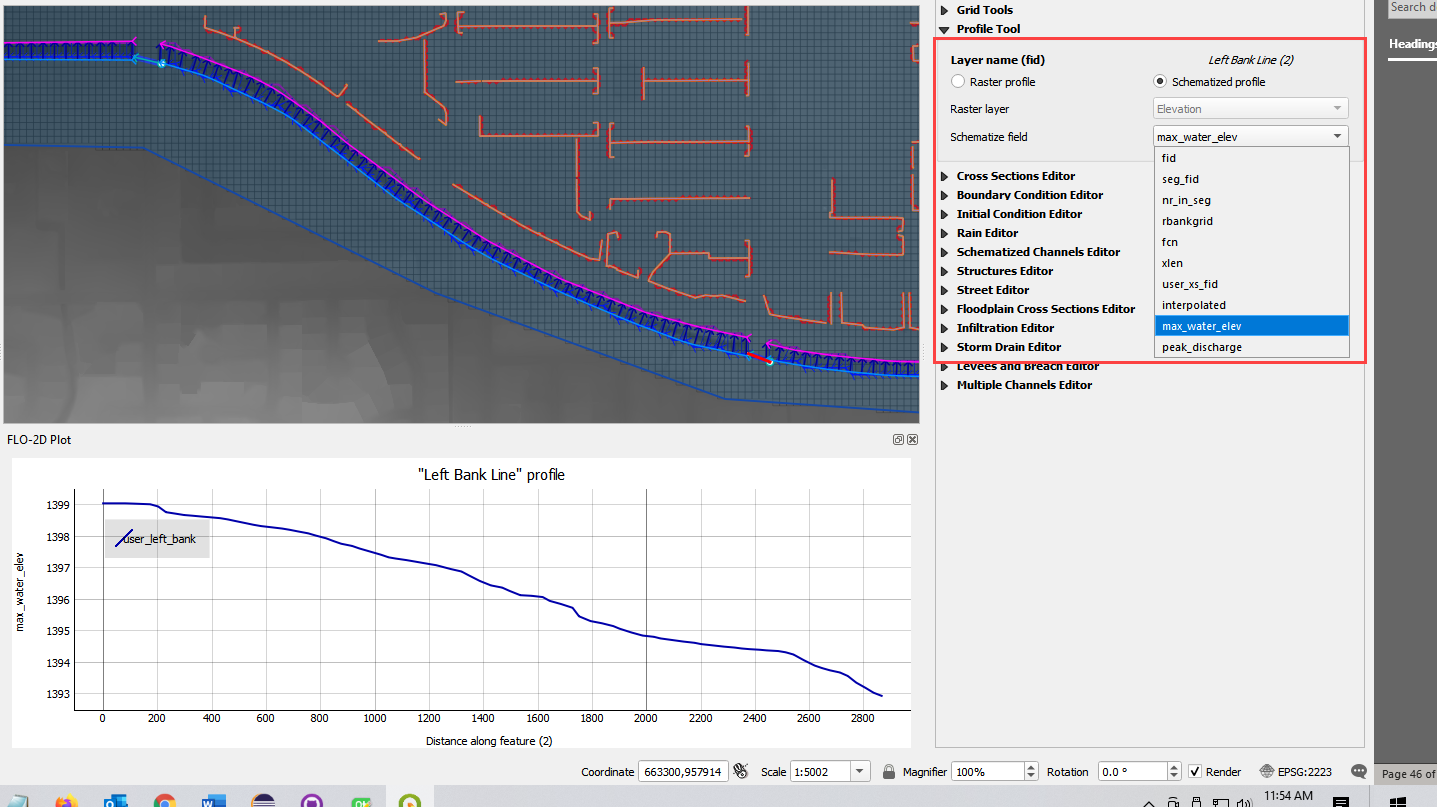 Grid Tools
Profile Tool
Layer name (fid) Left Bank Line (2)
Raster profile Schematized profile
Raster layer Elevation
Schematize field max_water_elev
fid
seg_fid
nr_in_seg
rbankgrid
fcn
xlen
user_xs_fid
interpolated
max_water_elev
peak_discharge
Cross Sections Editor
Boundary Condition Editor
Initial Condition Editor
Rain Editor
Schematized Channels Editor
Structures Editor
Street Editor
Floodplain Cross Sections Editor
Infiltration Editor
Storm Drain Editor
Levees and Breach Editor
Multiple Channels Editor
Search d
Headings
FLO-2D Plot
"Left Bank Line" profile
user_left_bank
max_water_elev
1399
1398
1397
1396
1395
1394
1393
0 200 400 600 800 1000 1200 1400 1600 1800 2000 2200 2400 2600 2800
Distance along feature (2)
Coordinate 663300,957914 Scale 1:5002 Magnifier 100% Rotation 0.0 ° Render EPSG:2223
Page 46 of
11:54 AM